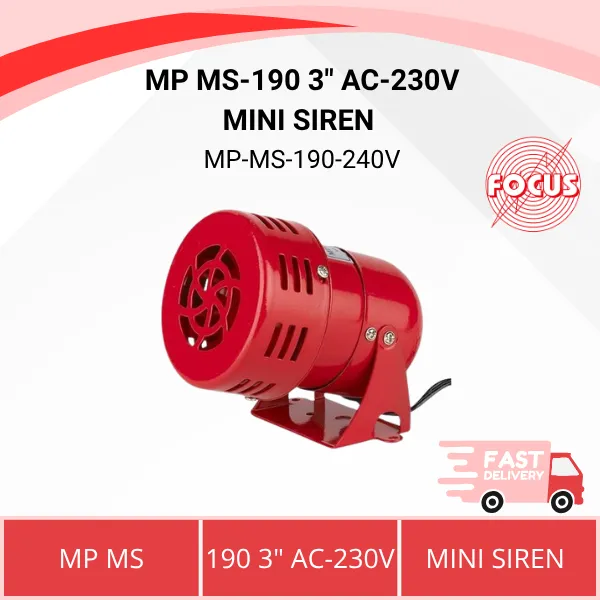 MP MS-190 3" AC-230V
MINI SIREN
MP-MS-190-240V
FOCUS
FAST
DELIVERY
MP MS
190 3" AC-230V
MINI SIREN